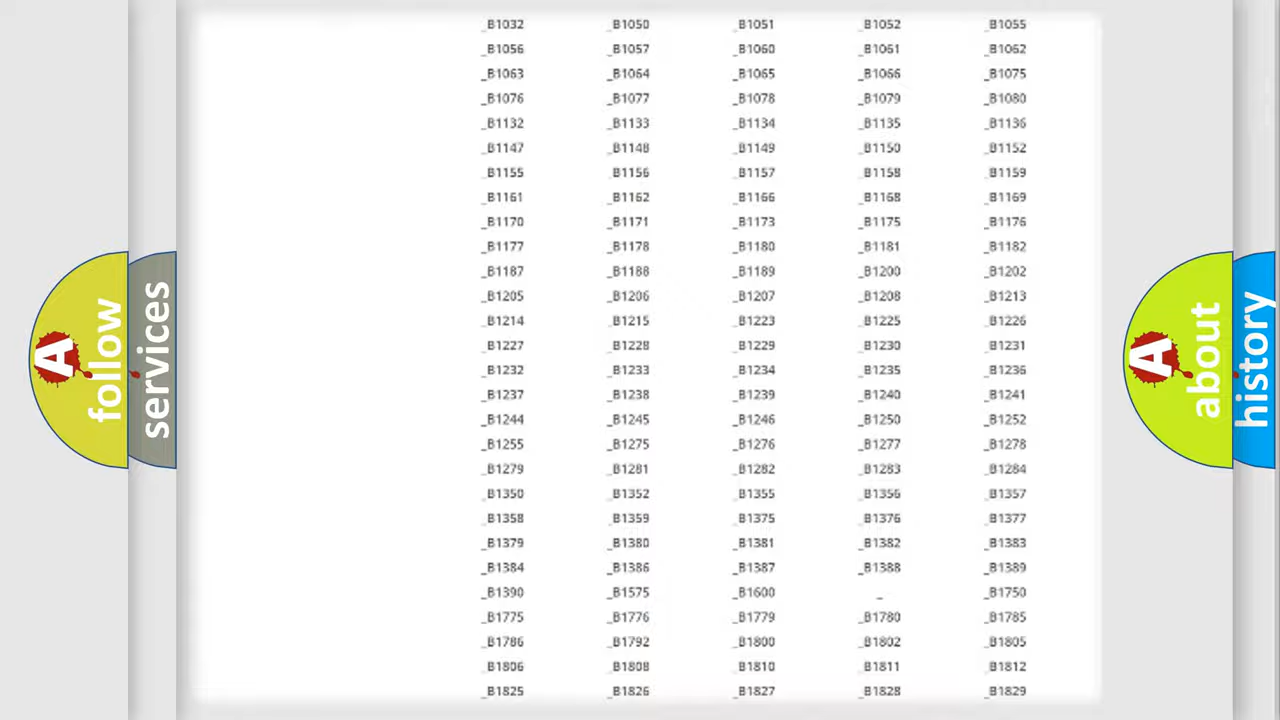 _B1032 _B1050 _B1051 _B1052 _B1055
_B1056 _B1057 _B1060 _B1061 _B1062
_B1063 _B1064 _B1065 _B1066 _B1075
_B1076 _B1077 _B1078 _B1079 _B1080
_B1132 _B1133 _B1134 _B1135 _B1136
_B1147 _B1148 _B1149 _B1150 _B1152
_B1155 _B1156 _B1157 _B1158 _B1159
_B1161 _B1162 _B1166 _B1168 _B1169
_B1170 _B1171 _B1173 _B1175 _B1176
_B1177 _B1178 _B1180 _B1181 _B1182
_B1187 _B1188 _B1189 _B1200 _B1202
_B1205 _B1206 _B1207 _B1208 _B1213
_B1214 _B1215 _B1223 _B1225 _B1226
_B1227 _B1228 _B1229 _B1230 _B1231
_B1232 _B1233 _B1234 _B1235 _B1236
_B1237 _B1238 _B1239 _B1240 _B1241
_B1244 _B1245 _B1246 _B1250 _B1252
_B1255 _B1275 _B1276 _B1277 _B1278
_B1279 _B1281 _B1282 _B1283 _B1284
_B1350 _B1352 _B1355 _B1356 _B1357
_B1358 _B1359 _B1375 _B1376 _B1377
_B1379 _B1380 _B1381 _B1382 _B1383
_B1384 _B1386 _B1387 _B1388 _B1389
_B1390 _B1575 _B1600 _ _B1750
_B1775 _B1776 _B1779 _B1780 _B1785
_B1786 _B1792 _B1800 _B1802 _B1805
_B1806 _B1808 _B1810 _B1811 _B1812
_B1825 _B1826 _B1827 _B1828 _B1829
A follow
services
A about
history